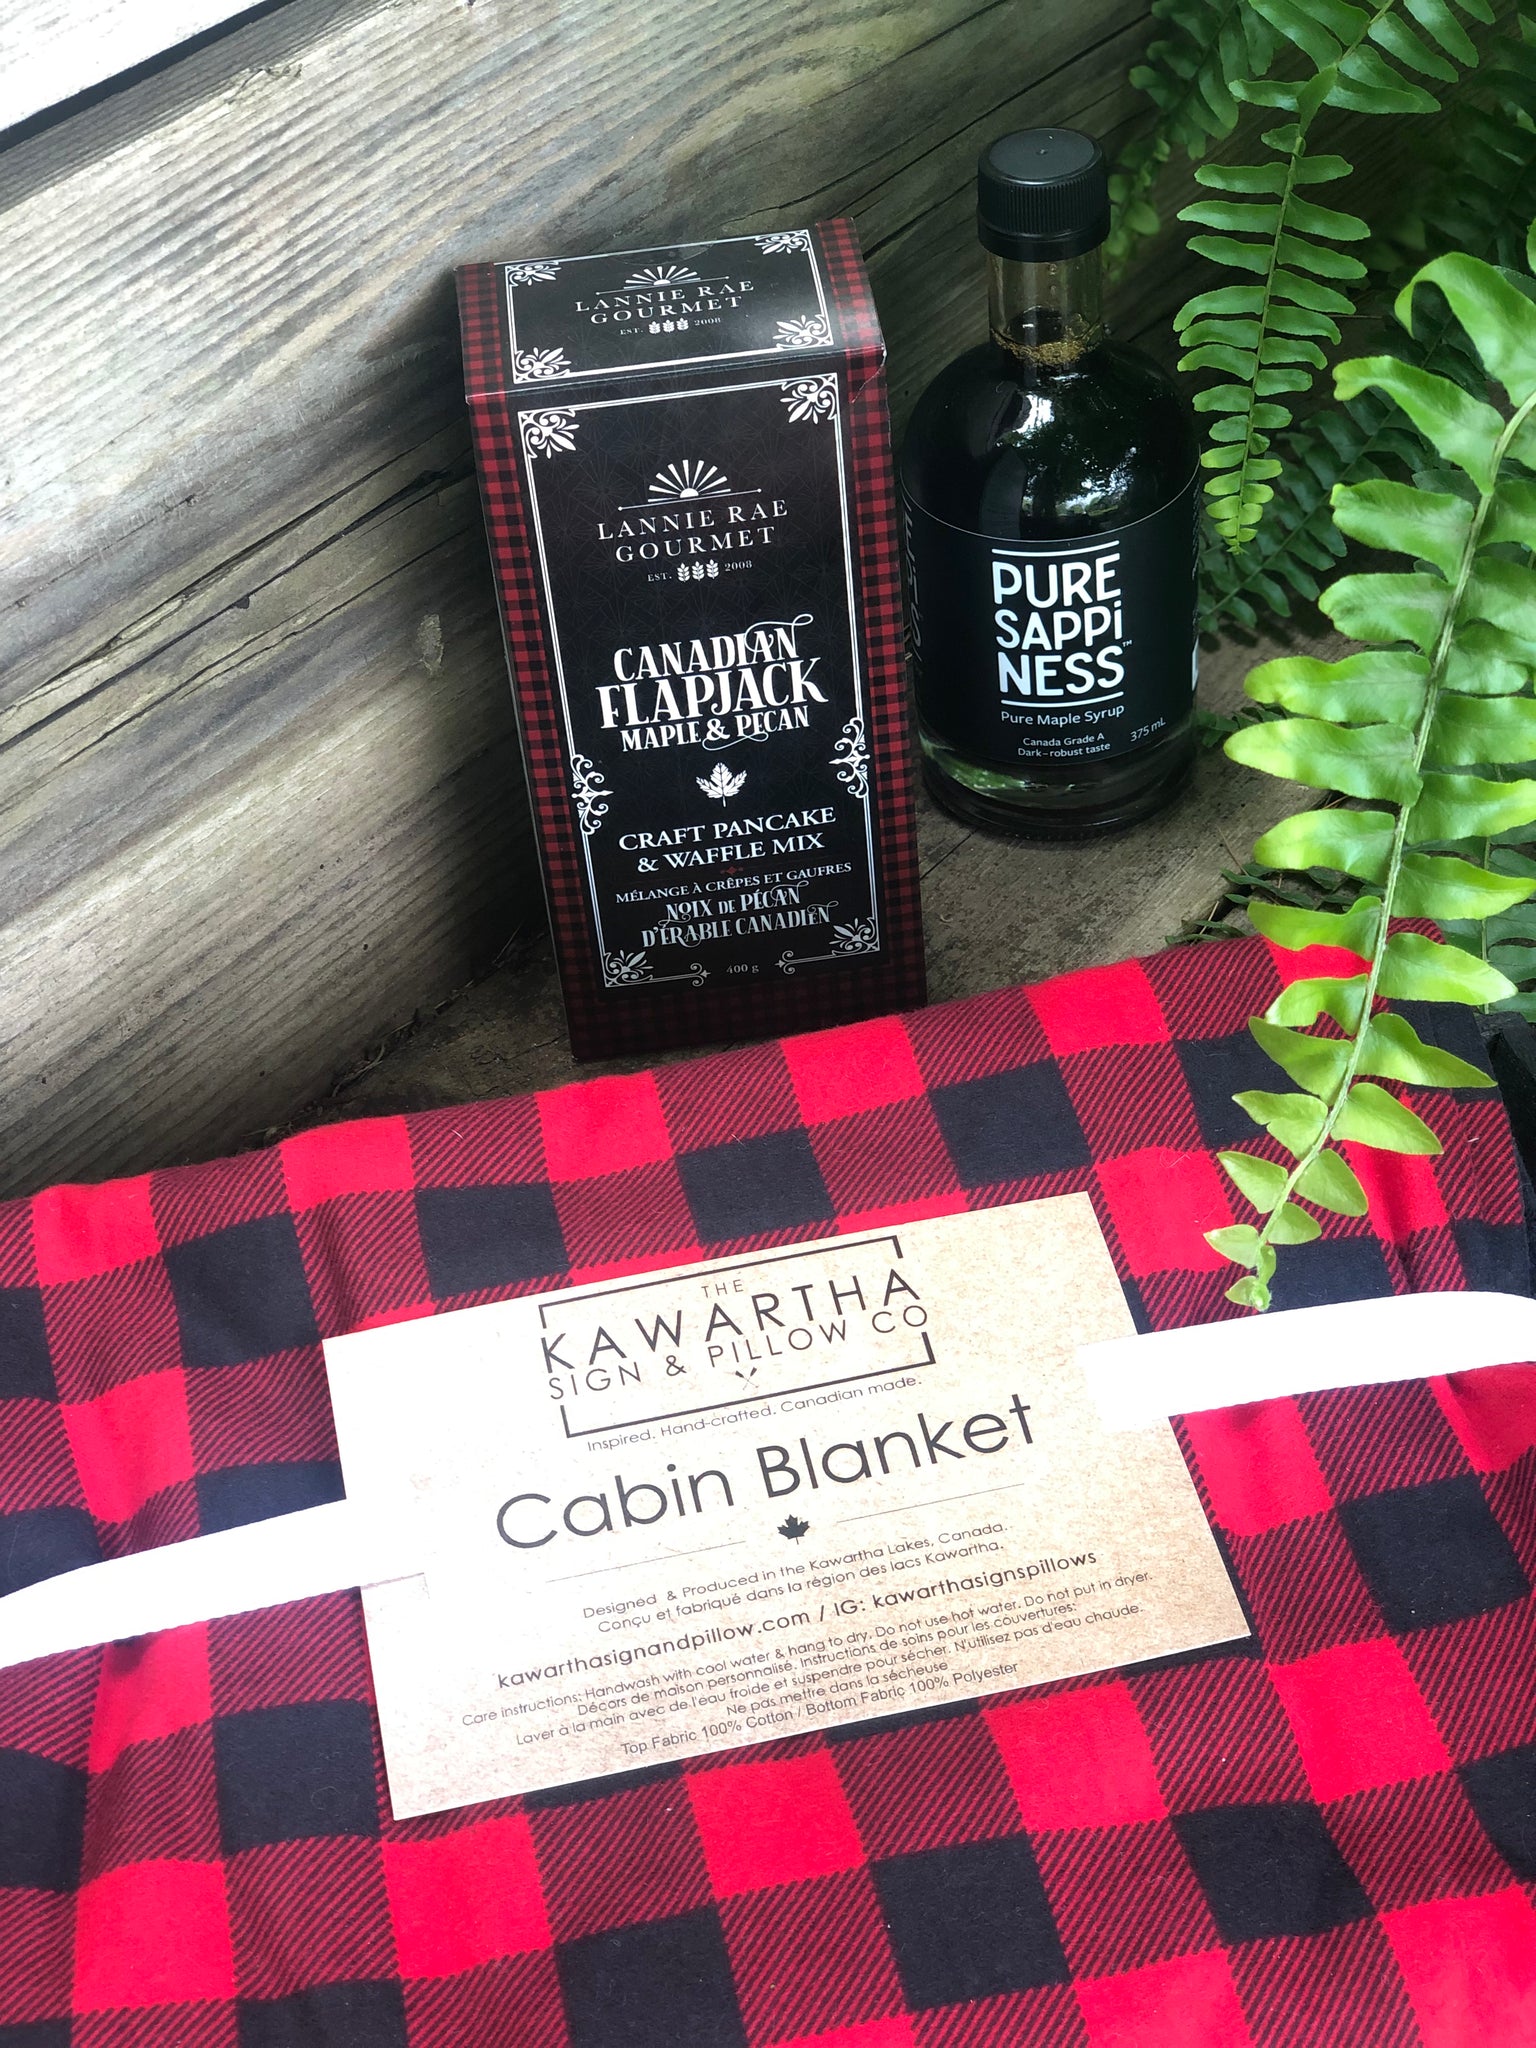 LANNIE RAE
GOURMET
EST. 2008
LANNIE RAE
GOURMET
EST. 2008
CANADIAN
FLAPJACK
MAPLE & PECAN
CRAFT PANCAKE
& WAFFLE MIX
MÉLANGE À CRÊPES ET GAUFRES
NOIX DE PÉCAN
D'ÉRABLE CANADIEN
400 g
PURE
SAPPi
NESS™
Pure Maple Syrup
Canada Grade A
Dark–robust taste
375 mL
THE
KAWARTHA
SIGN & PILLOW CO
Inspired. Hand-crafted. Canadian made.
Cabin Blanket
Designed & Produced in the Kawartha Lakes, Canada.
Conçu et fabriqué dans la région des lacs Kawartha.
kawarthasignandpillow.com / IG: kawarthasignspillows
Care instructions: Handwash with cool water & hang to dry. Do not use hot water. Do not put in dryer.
Décors de maison personnalisé. Instructions de soins pour les couvertures:
Laver à la main avec de l'eau froide et suspendre pour sécher. N'utilisez pas d'eau chaude.
Ne pas mettre dans la sécheuse
Top Fabric 100% Cotton / Bottom Fabric 100% Polyester